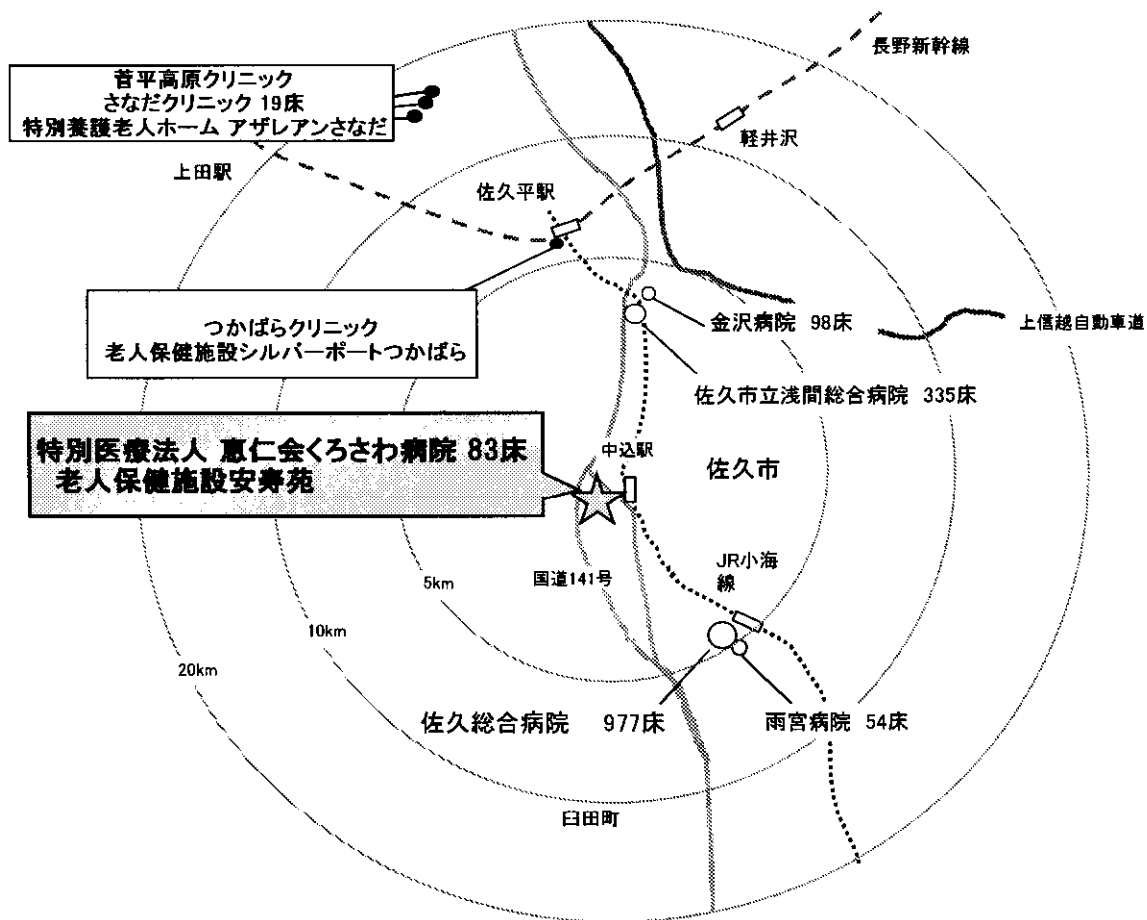 長野新幹線
菅平高原クリニック
さなだクリニック 19床
特別養護老人ホーム アザレアンさなだ
軽井沢
上田駅
佐久平駅
つかばらクリニック
老人保健施設シルバーポートつかばら
金沢病院 98床
上信越自動車道
佐久市立浅間総合病院 335床
特別医療法人 恵仁会くろさわ病院 83床
老人保健施設安寿苑
中込駅
佐久市
JR小海
線
国道141号
5km
10km
20km
佐久総合病院 977床
雨宮病院 54床
臼田町